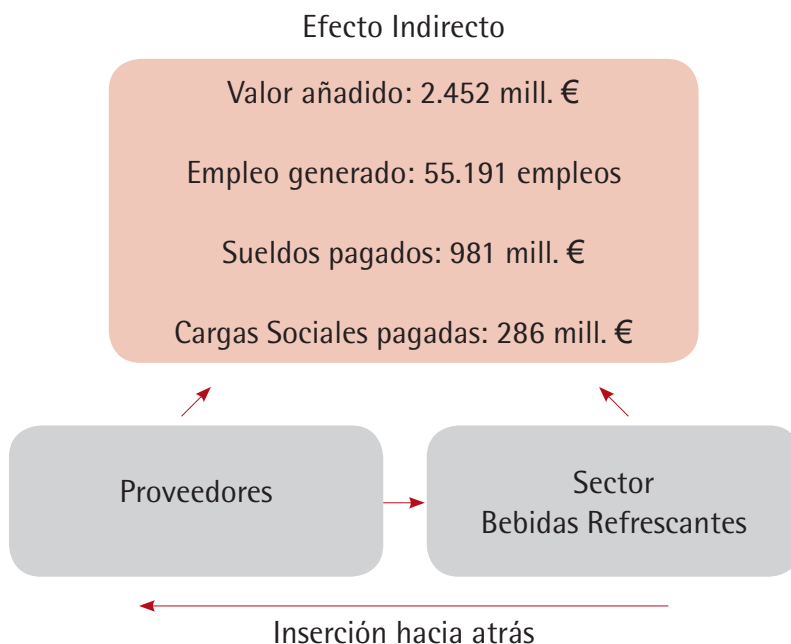 Efecto Indirecto
Valor añadido: 2.452 mill. €
Empleo generado: 55.191 empleos
Sueldos pagados: 981 mill. €
Cargas Sociales pagadas: 286 mill. €
Proveedores
Sector
Bebidas Refrescantes
Inserción hacia atrás